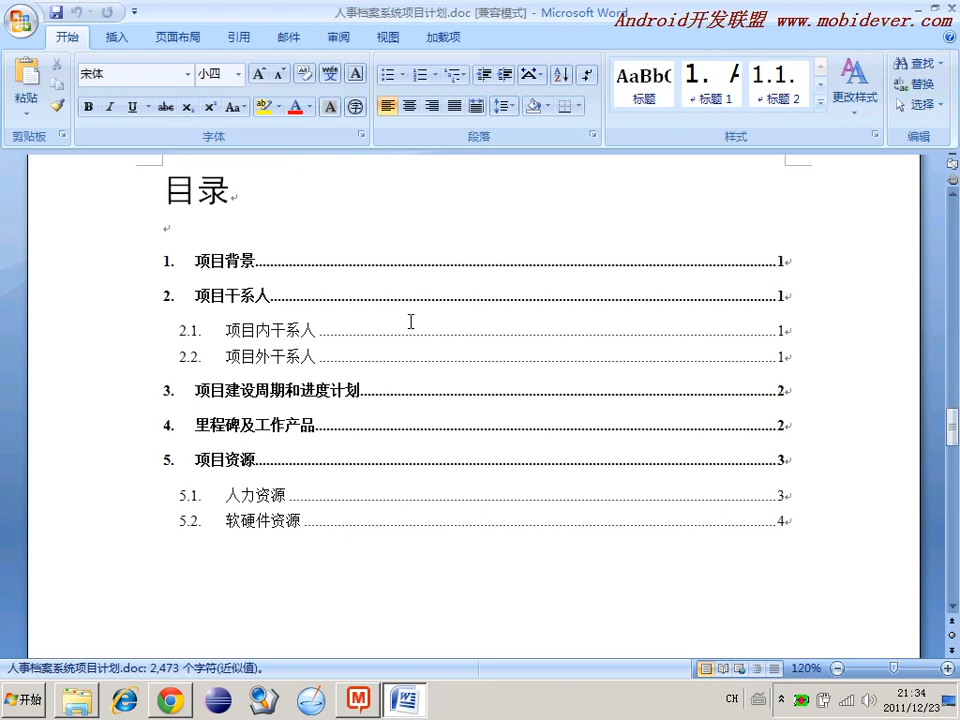 人事档案系统项目计划.doc [兼容模式] - Microsoft Word
Android开发联盟 www.mobidever.com
开始 插入 页面布局 引用 邮件 审阅 视图 加载项
宋体 小四
粘贴
AaBbC 1. A 1.1.
标题 标题 1 标题 2
更改样式
查找
替换
选择
剪贴板 字体 段落 样式 编辑
目录
1. 项目背景 1
2. 项目干系人 1
2.1. 项目内干系人 1
2.2. 项目外干系人 1
3. 项目建设周期和进度计划 2
4. 里程碑及工作产品 2
5. 项目资源 3
5.1. 人力资源 3
5.2. 软硬件资源 4
人事档案系统项目计划.doc: 2,473 个字符(近似值)。 120%
开始 CH 21:34
2011/12/23